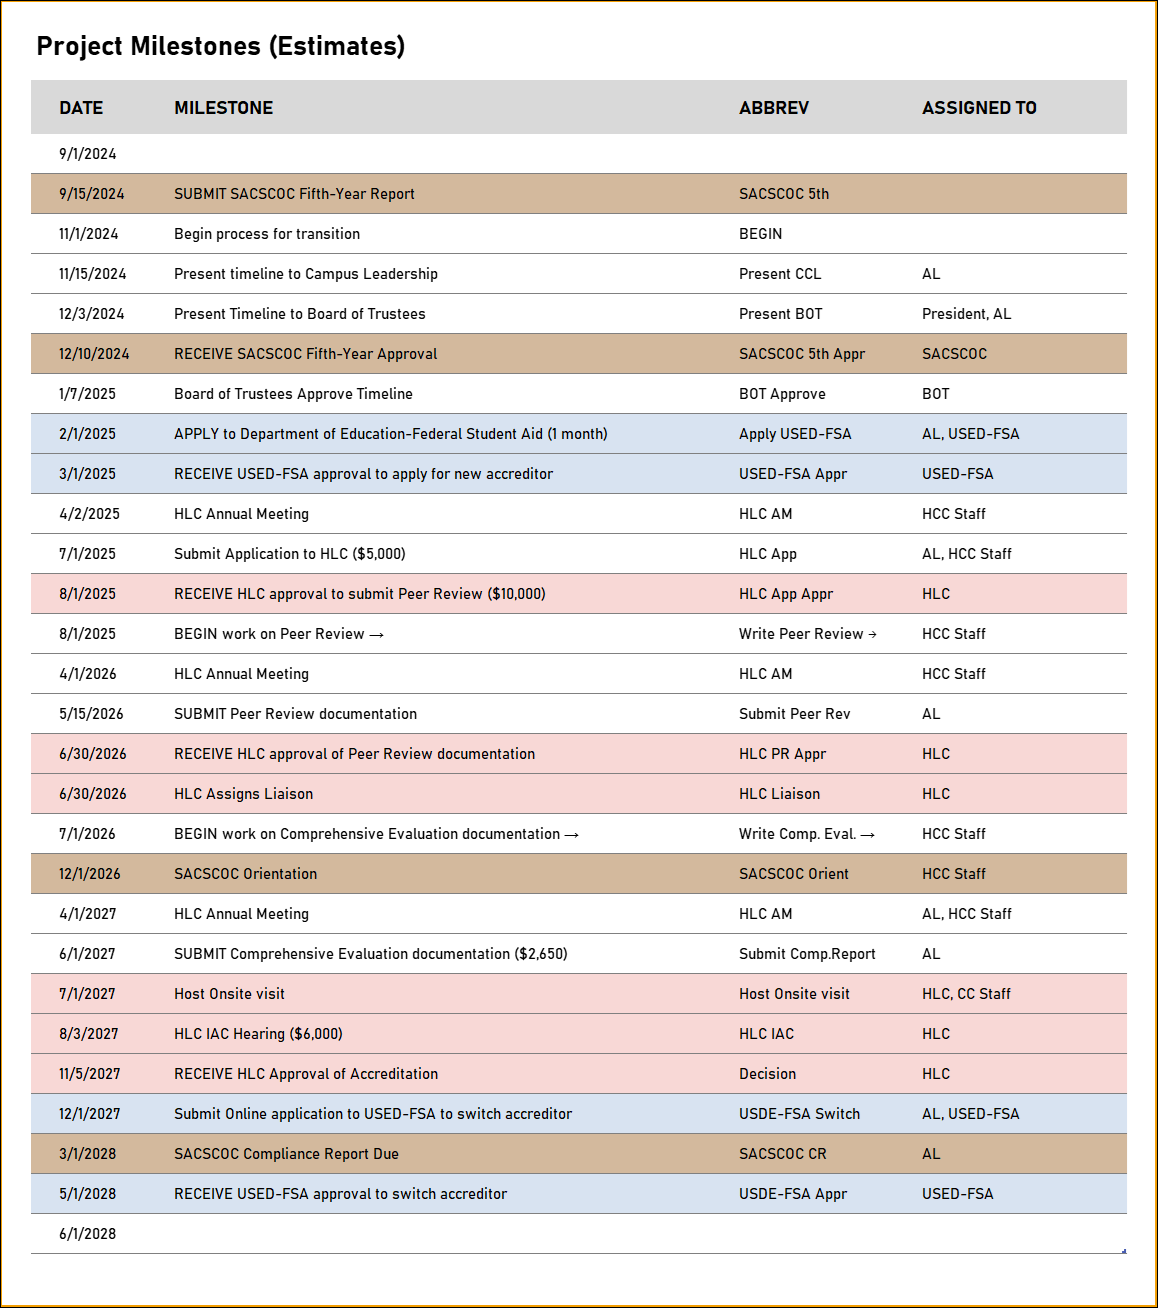 Project Milestones (Estimates)
DATE MILESTONE ABBREV ASSIGNED TO
9/1/2024
9/15/2024 SUBMIT SACSCOC Fifth-Year Report SACSCOC 5th
11/1/2024 Begin process for transition BEGIN
11/15/2024 Present timeline to Campus Leadership Present CCL AL
12/3/2024 Present Timeline to Board of Trustees Present BOT President, AL
12/10/2024 RECEIVE SACSCOC Fifth-Year Approval SACSCOC 5th Appr SACSCOC
1/7/2025 Board of Trustees Approve Timeline BOT Approve BOT
2/1/2025 APPLY to Department of Education-Federal Student Aid (1 month) Apply USED-FSA AL, USED-FSA
3/1/2025 RECEIVE USED-FSA approval to apply for new accreditor USED-FSA Appr USED-FSA
4/2/2025 HLC Annual Meeting HLC AM HCC Staff
7/1/2025 Submit Application to HLC ($5,000) HLC App AL, HCC Staff
8/1/2025 RECEIVE HLC approval to submit Peer Review ($10,000) HLC App Appr HLC
8/1/2025 BEGIN work on Peer Review → Write Peer Review → HCC Staff
4/1/2026 HLC Annual Meeting HLC AM HCC Staff
5/15/2026 SUBMIT Peer Review documentation Submit Peer Rev AL
6/30/2026 RECEIVE HLC approval of Peer Review documentation HLC PR Appr HLC
6/30/2026 HLC Assigns Liaison HLC Liaison HLC
7/1/2026 BEGIN work on Comprehensive Evaluation documentation → Write Comp. Eval. → HCC Staff
12/1/2026 SACSCOC Orientation SACSCOC Orient HCC Staff
4/1/2027 HLC Annual Meeting HLC AM AL, HCC Staff
6/1/2027 SUBMIT Comprehensive Evaluation documentation ($2,650) Submit Comp.Report AL
7/1/2027 Host Onsite visit Host Onsite visit HLC, CC Staff
8/3/2027 HLC IAC Hearing ($6,000) HLC IAC HLC
11/5/2027 RECEIVE HLC Approval of Accreditation Decision HLC
12/1/2027 Submit Online application to USED-FSA to switch accreditor USDE-FSA Switch AL, USED-FSA
3/1/2028 SACSCOC Compliance Report Due SACSCOC CR AL
5/1/2028 RECEIVE USED-FSA approval to switch accreditor USDE-FSA Appr USED-FSA
6/1/2028